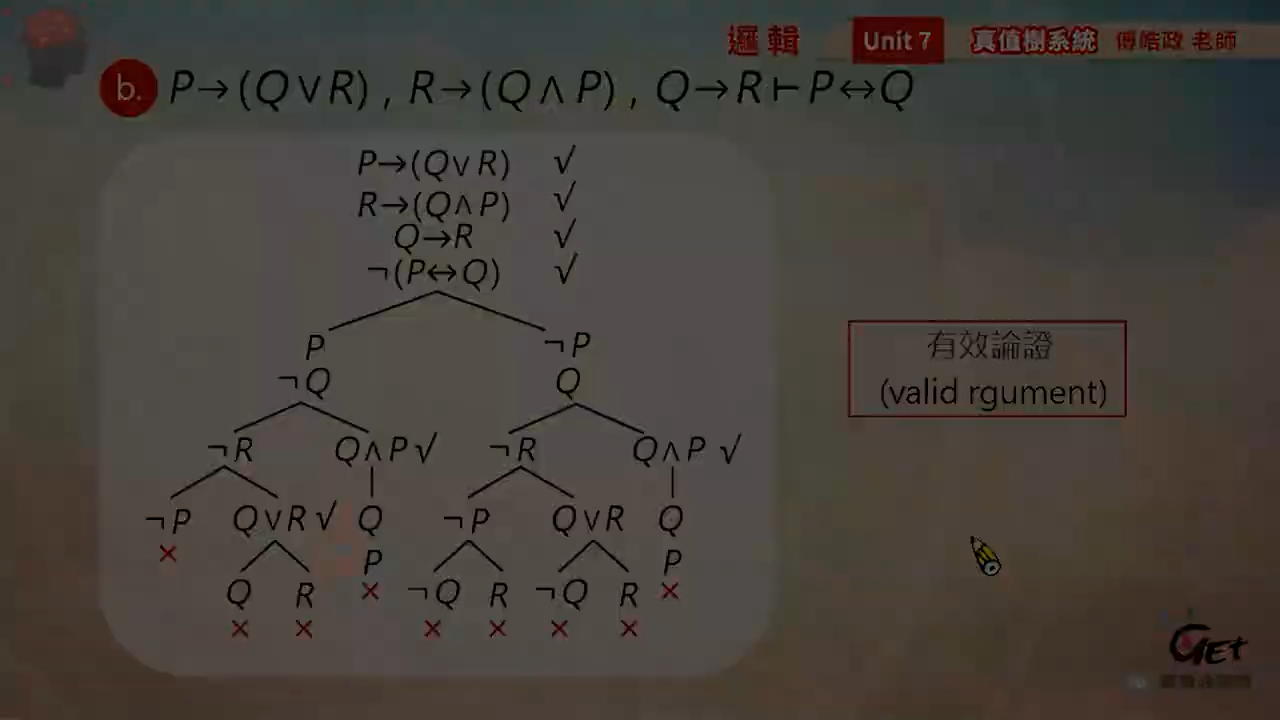 邏輯 Unit 7 真值樹系統 傅皓政 老師
b. P→(Q∨R) , R→(Q∧P) , Q→R⊢P↔Q
P→(Q∨R) √
R→(Q∧P) √
Q→R √
¬(P↔Q) √
P ¬P
¬Q Q
¬R Q∧P √ ¬R Q∧P √
¬P Q∨R √ Q ¬P Q∨R Q
× P P
Q R × ¬Q R ¬Q R ×
× × × × × ×
有效論證
(valid rgument)
GET